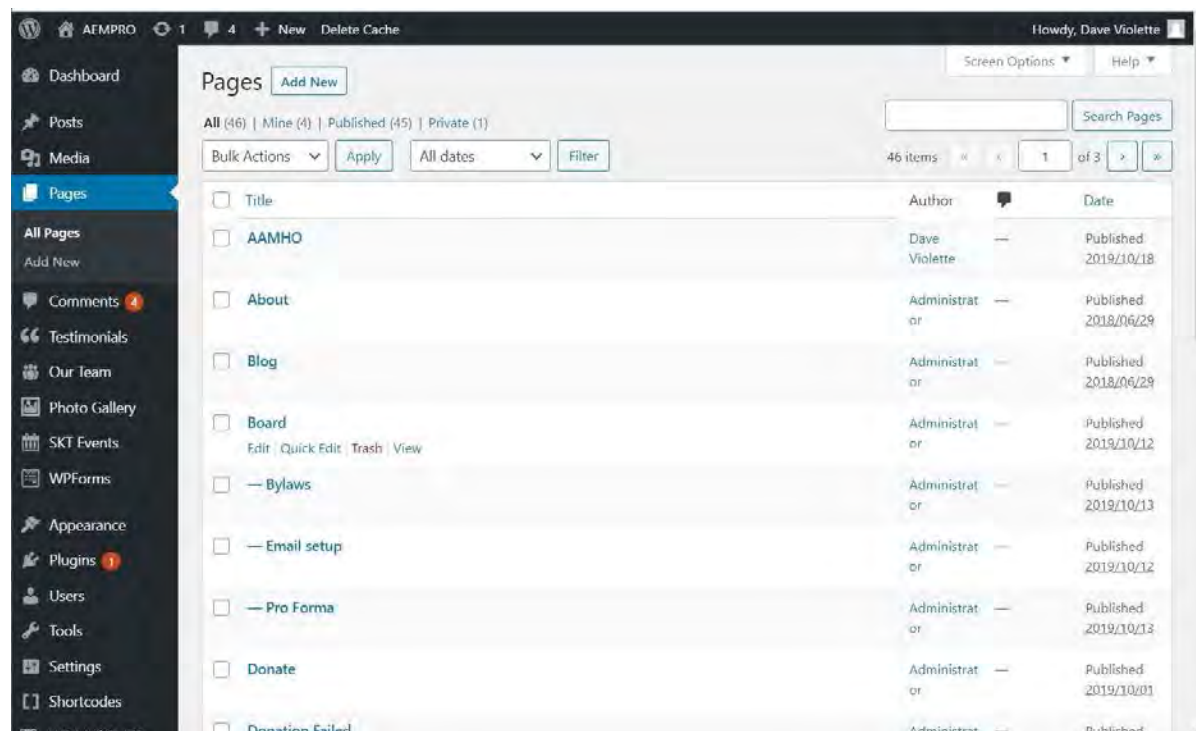 AEMPRO 1 4 New Delete Cache Howdy, Dave Violette
Screen Options Help
Dashboard
Posts
Media
Pages
All Pages
Add New
Comments 4
Testimonials
Our Team
Photo Gallery
SKT Events
WPForms
Appearance
Plugins 1
Users
Tools
Settings
Shortcodes
Pages Add New
All (46) | Mine (4) | Published (45) | Private (1)
Search Pages
Bulk Actions Apply All dates Filter 46 items « ‹ 1 of 3 › »
Title Author Date
AAMHO Dave Violette — Published 2019/10/18
About Administrator — Published 2018/06/29
Blog Administrator — Published 2018/06/29
Board Administrator — Published 2019/10/12
Edit | Quick Edit | Trash | View
— Bylaws Administrator — Published 2019/10/13
— Email setup Administrator — Published 2019/10/12
— Pro Forma Administrator — Published 2019/10/13
Donate Administrator — Published 2019/10/01
Donation Failed Administrat — Published